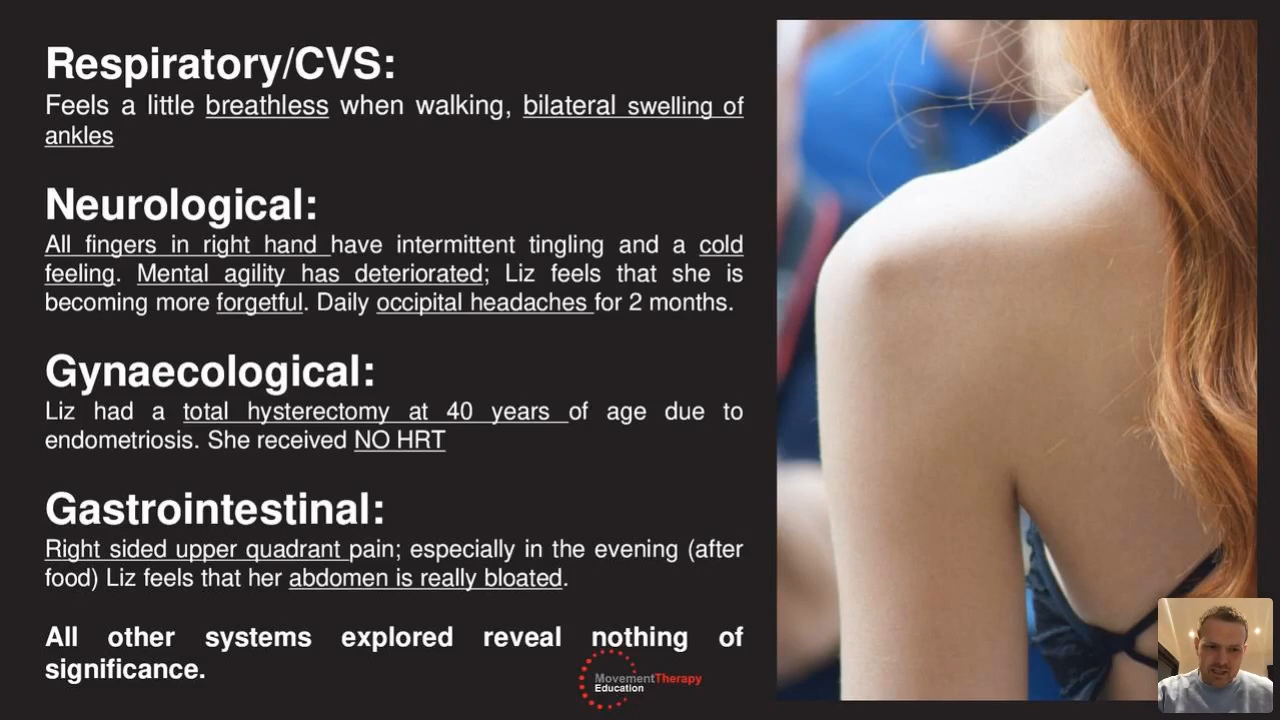 Respiratory/CVS:
Feels a little breathless when walking, bilateral swelling of
ankles
Neurological:
All fingers in right hand have intermittent tingling and a cold
feeling. Mental agility has deteriorated; Liz feels that she is
becoming more forgetful. Daily occipital headaches for 2 months.
Gynaecological:
Liz had a total hysterectomy at 40 years of age due to
endometriosis. She received NO HRT
Gastrointestinal:
Right sided upper quadrant pain; especially in the evening (after
food) Liz feels that her abdomen is really bloated.
All other systems explored reveal nothing of
significance.
MovementTherapy
Education